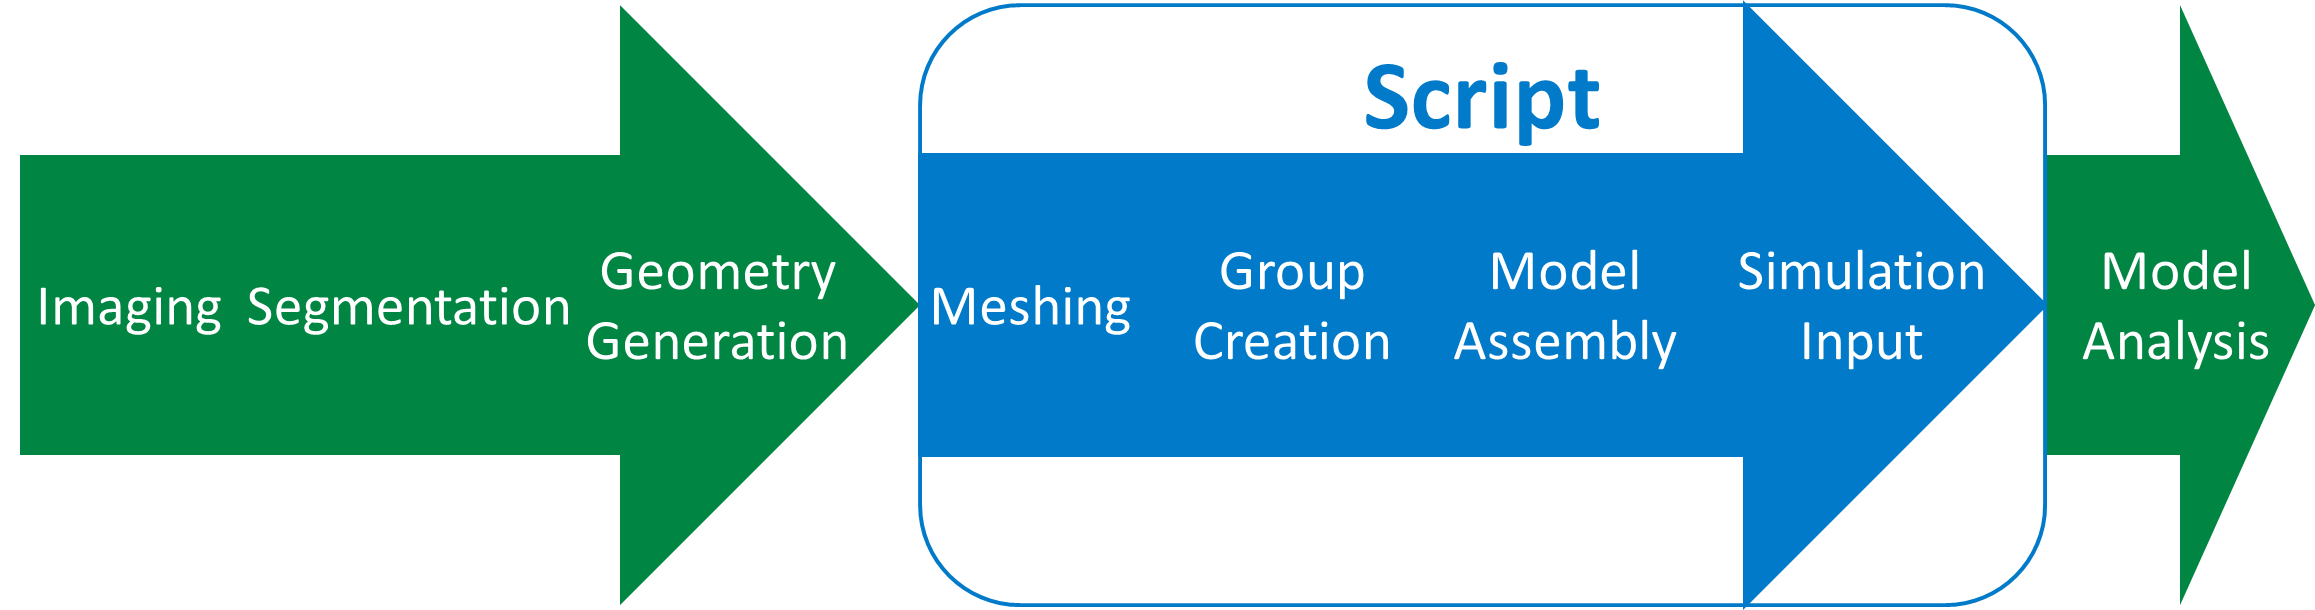 Script
Imaging
Segmentation
Geometry
Generation
Meshing
Group
Creation
Model
Assembly
Simulation
Input
Model
Analysis